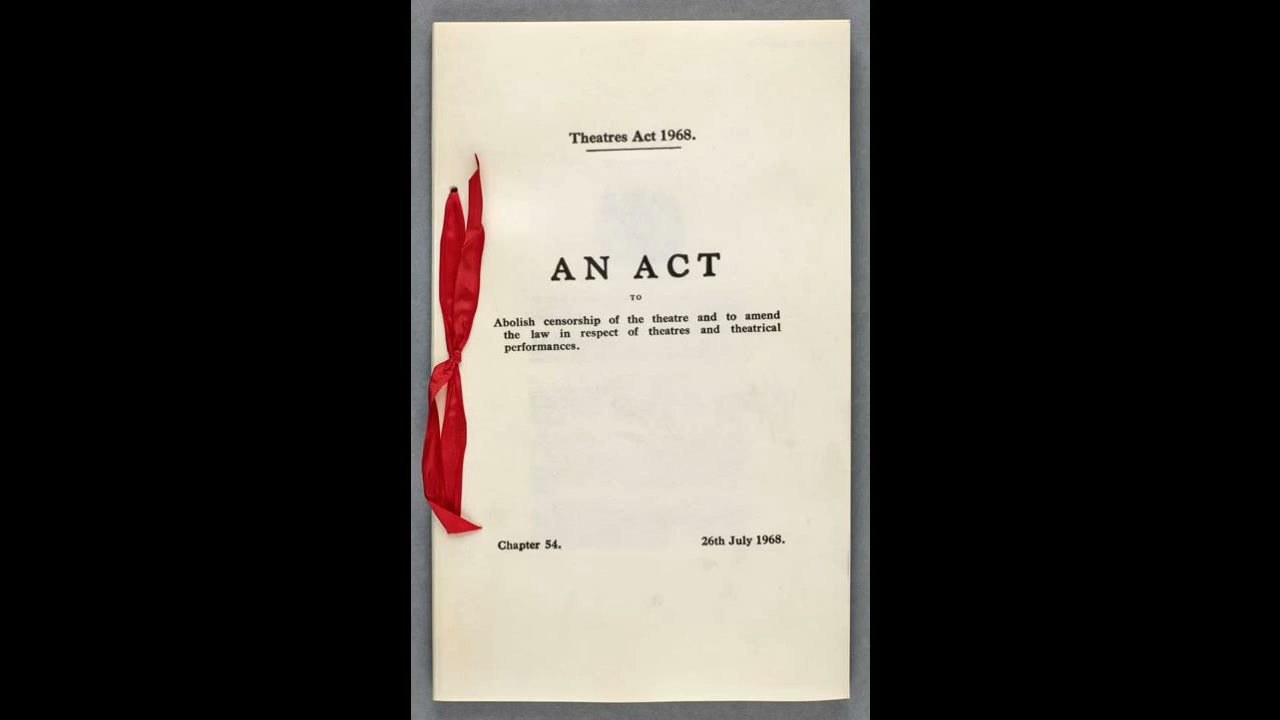 Theatres Act 1968.
AN ACT
TO
Abolish censorship of the theatre and to amend
the law in respect of theatres and theatrical
performances.
Chapter 54.
26th July 1968.